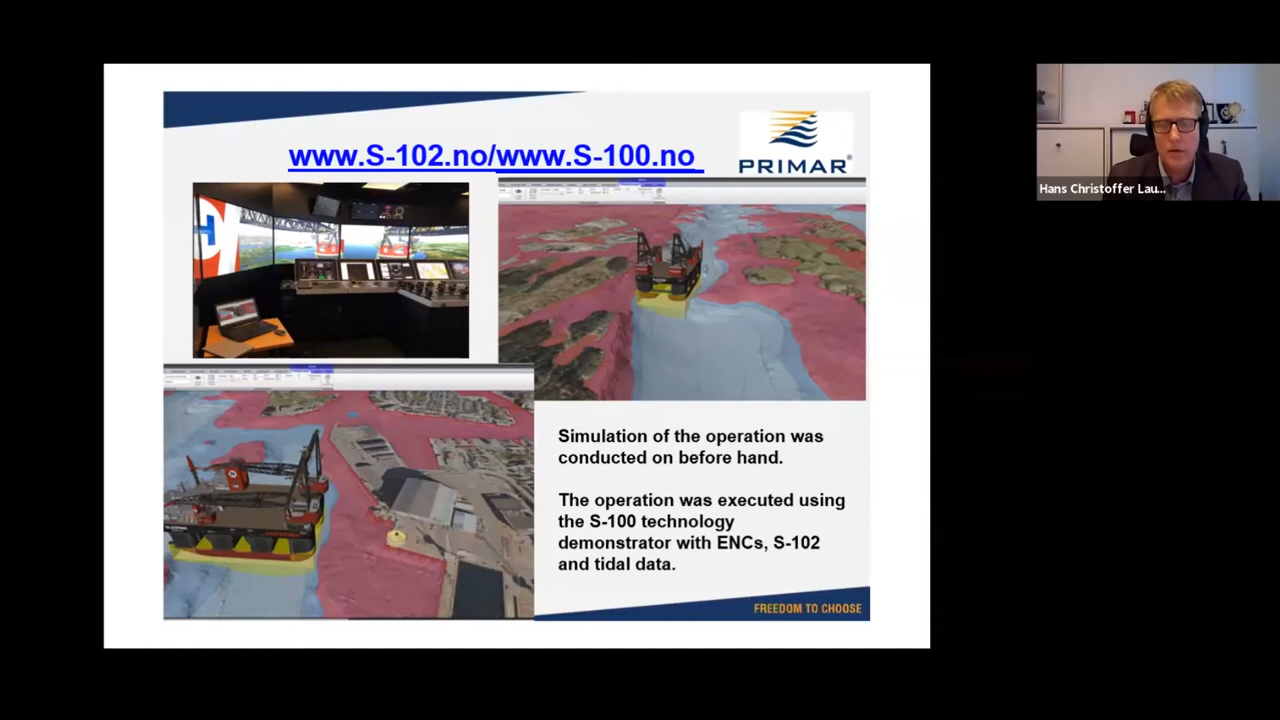 www.S-102.no/www.S-100.no
PRIMAR®
Hans Christoffer Lau...
Simulation of the operation was
conducted on before hand.
The operation was executed using
the S-100 technology
demonstrator with ENCs, S-102
and tidal data.
FREEDOM TO CHOOSE